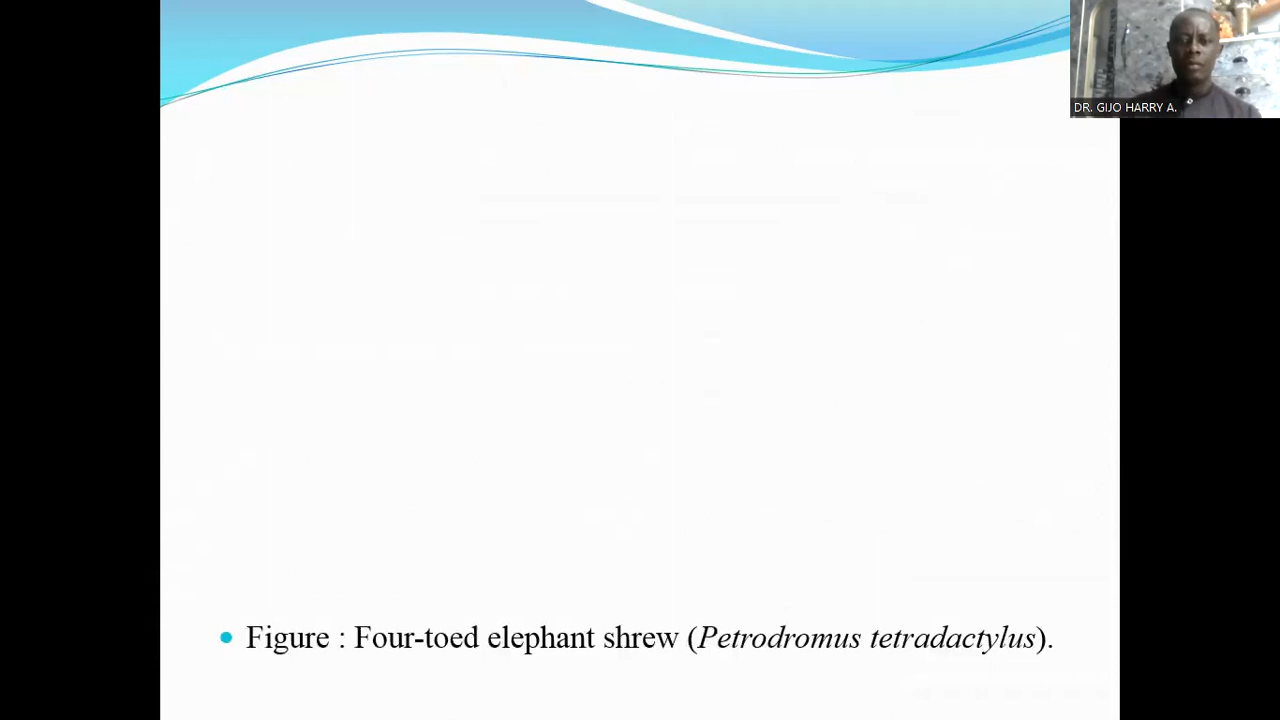 DR. GIJO HARRY A.
Figure : Four-toed elephant shrew (Petrodromus tetradactylus).